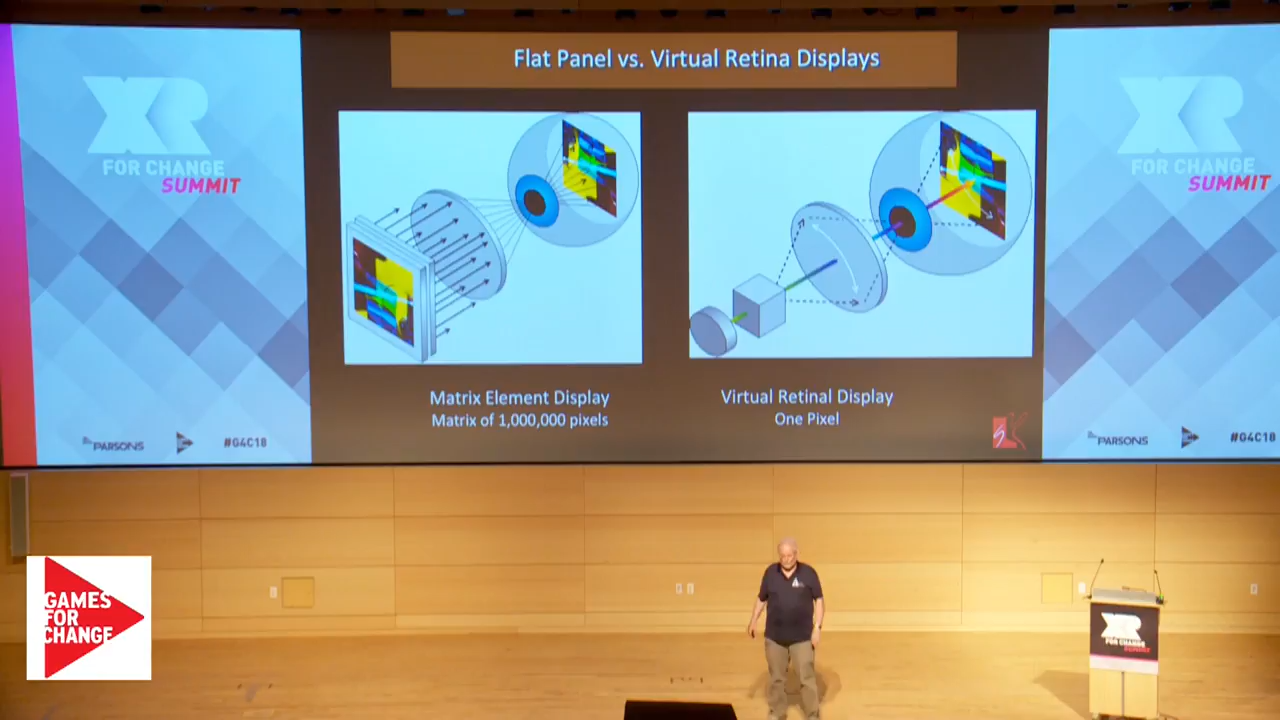 Flat Panel vs. Virtual Retina Displays
XR
FOR CHANGE
SUMMIT
Matrix Element Display
Matrix of 1,000,000 pixels
Virtual Retinal Display
One Pixel
PARSONS
#G4C18
XR
FOR CHANGE
SUMMIT
PARSONS
#G4C18
GAMES
FOR
CHANGE
XR
FOR CHANGE
SUMMIT